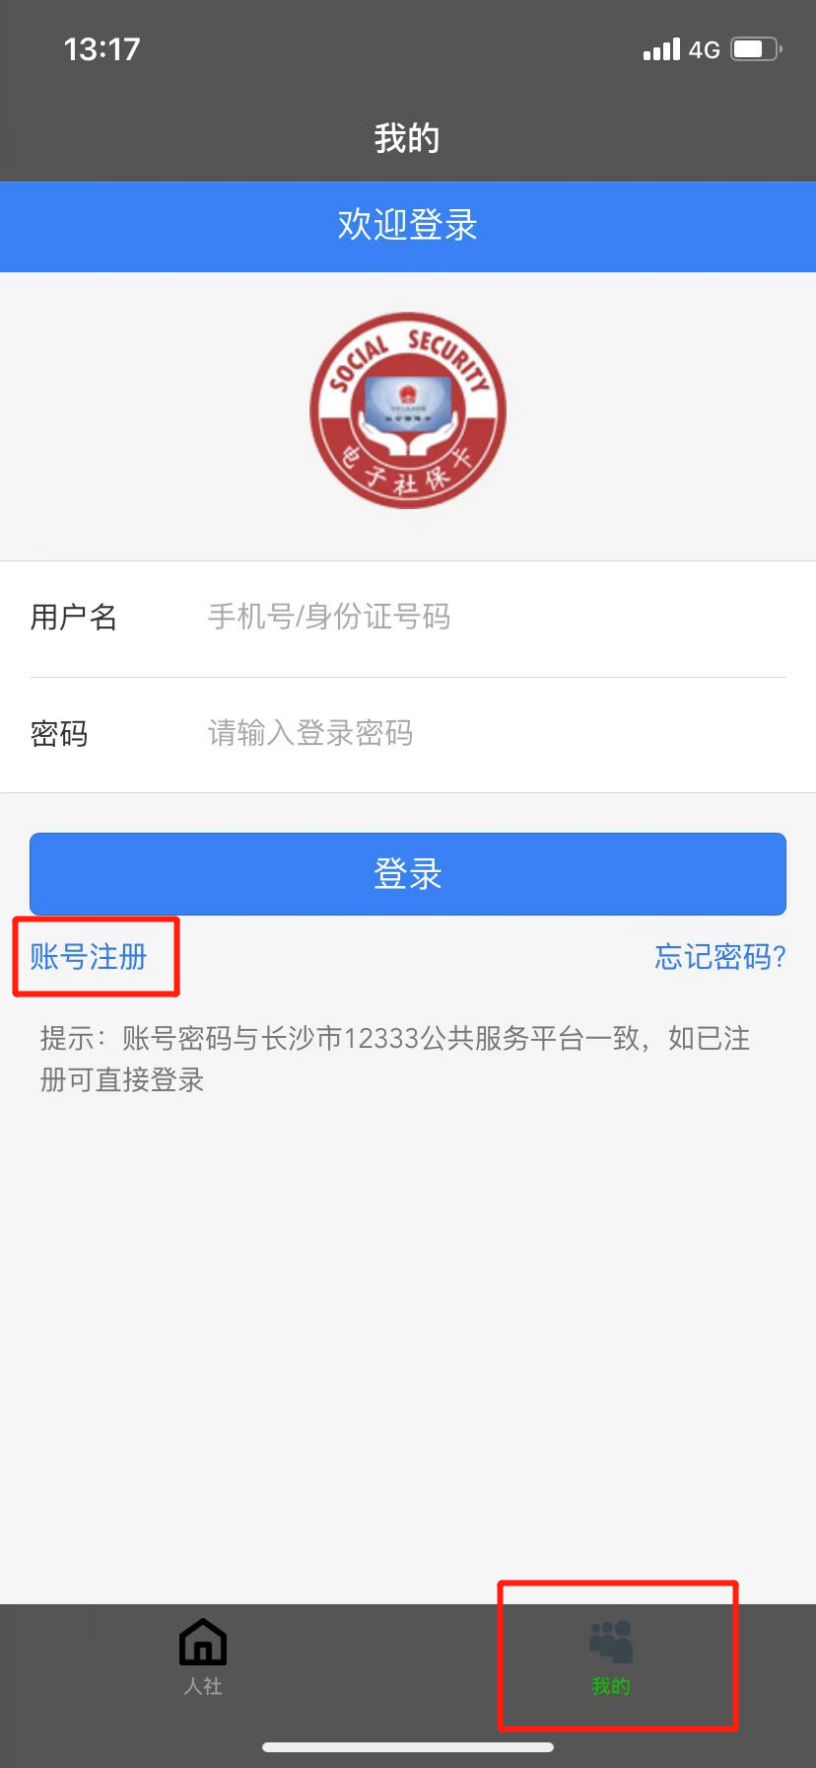 13:17
4G
我的
欢迎登录
SOCIAL SECURITY
电子社保卡
用户名 手机号/身份证号码
密码 请输入登录密码
登录
账号注册 忘记密码?
提示：账号密码与长沙市12333公共服务平台一致，如已注
册可直接登录
人社 我的